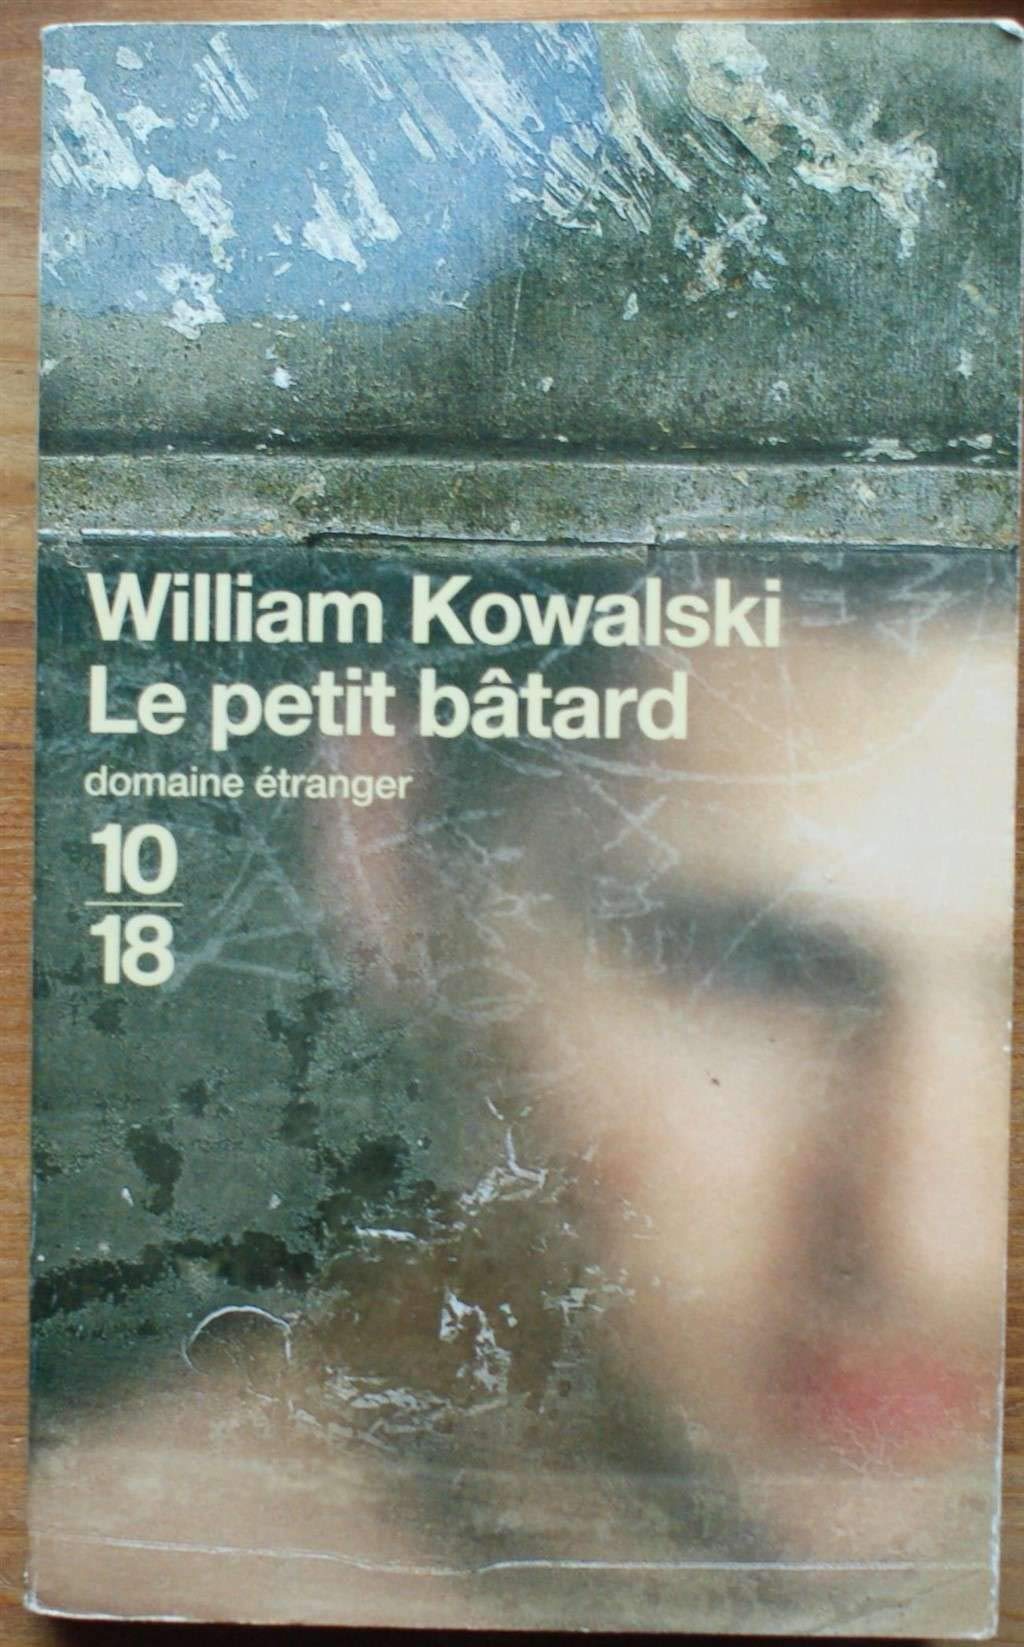 William Kowalski
Le petit bâtard
domaine étranger
10
18